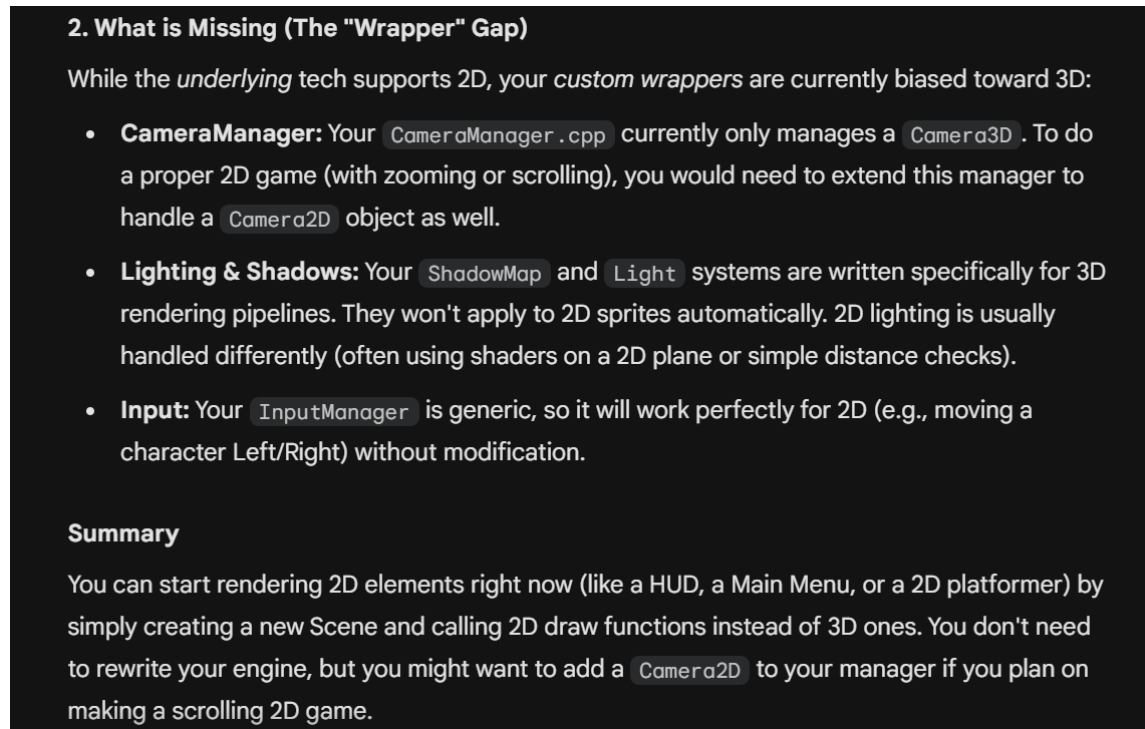 2. What is Missing (The "Wrapper" Gap)
While the underlying tech supports 2D, your custom wrappers are currently biased toward 3D:
• CameraManager: Your CameraManager.cpp currently only manages a Camera3D. To do
a proper 2D game (with zooming or scrolling), you would need to extend this manager to
handle a Camera2D object as well.
• Lighting & Shadows: Your ShadowMap and Light systems are written specifically for 3D
rendering pipelines. They won't apply to 2D sprites automatically. 2D lighting is usually
handled differently (often using shaders on a 2D plane or simple distance checks).
• Input: Your InputManager is generic, so it will work perfectly for 2D (e.g., moving a
character Left/Right) without modification.
Summary
You can start rendering 2D elements right now (like a HUD, a Main Menu, or a 2D platformer) by
simply creating a new Scene and calling 2D draw functions instead of 3D ones. You don't need
to rewrite your engine, but you might want to add a Camera2D to your manager if you plan on
making a scrolling 2D game.